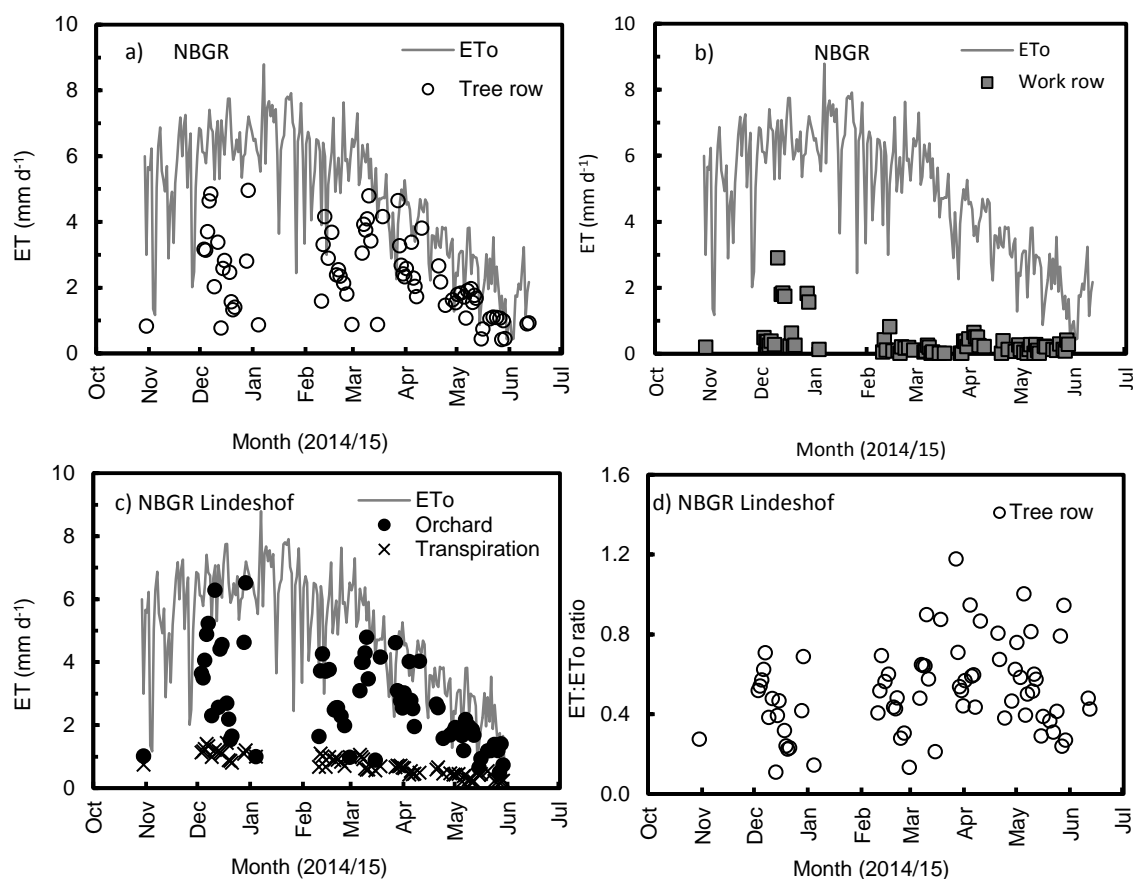 a) NBGR
ETo
Tree row
10
8
6
4
2
0
ET (mm d-1)
Oct Nov Dec Jan Feb Mar Apr May Jun Jul
Month (2014/15)
b) NBGR
ETo
Work row
10
8
6
4
2
0
ET (mm d-1)
Oct Nov Dec Jan Feb Mar Apr May Jun Jul
Month (2014/15)
c) NBGR Lindeshof
ETo
Orchard
Transpiration
10
8
6
4
2
0
ET (mm d-1)
Oct Nov Dec Jan Feb Mar Apr May Jun Jul
Month (2014/15)
d) NBGR Lindeshof
Tree row
1.6
1.2
0.8
0.4
0.0
ET:ETo ratio
Oct Nov Dec Jan Feb Mar Apr May Jun Jul
Month (2014/15)